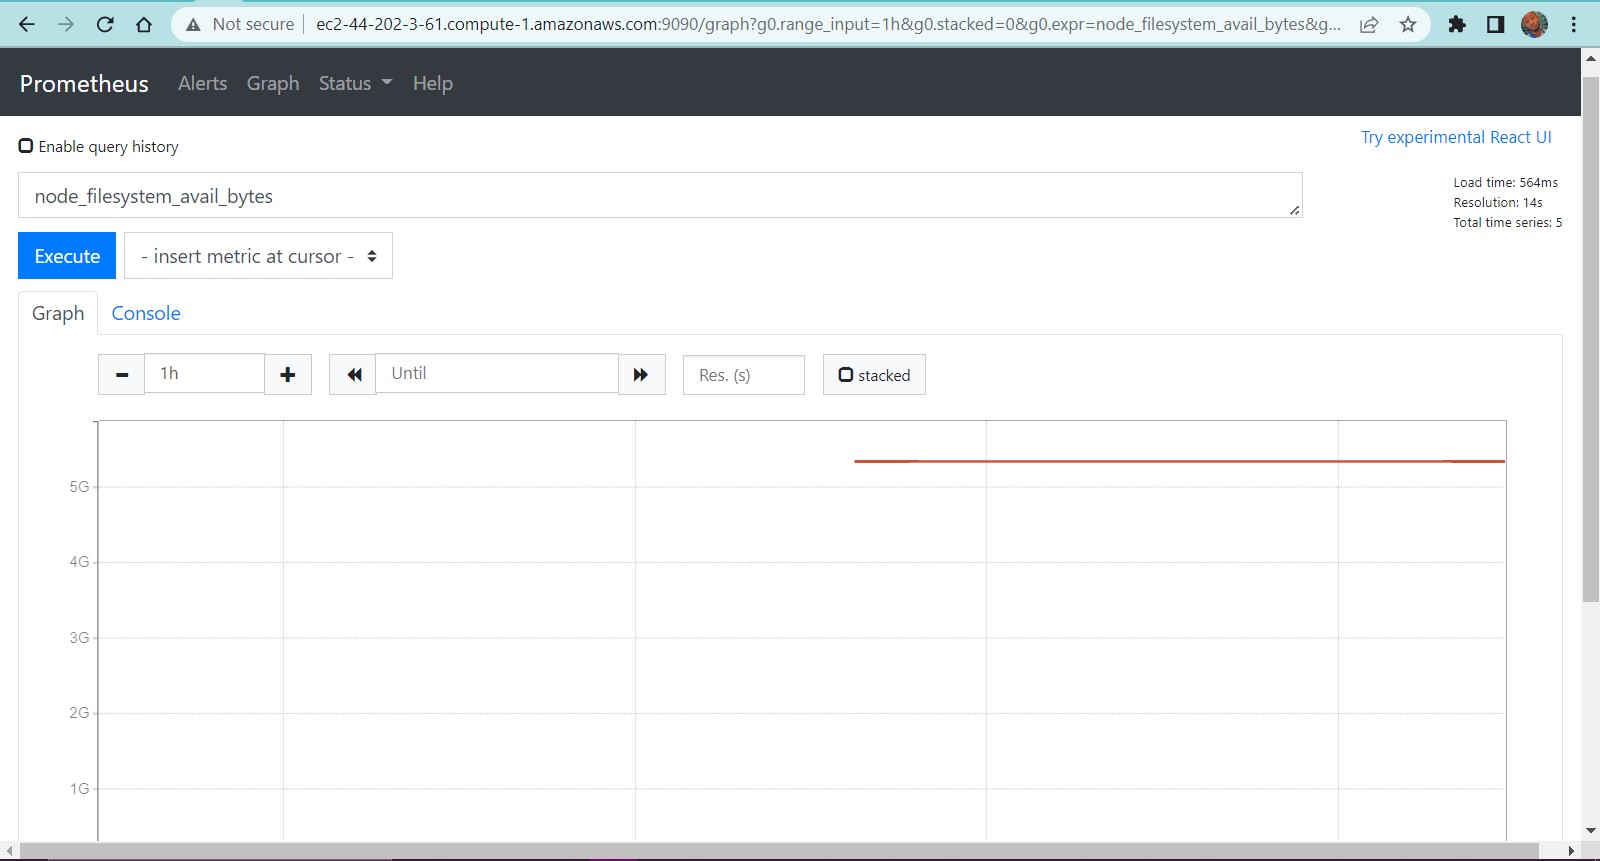 Not secure ec2-44-202-3-61.compute-1.amazonaws.com:9090/graph?g0.range_input=1h&g0.stacked=0&g0.expr=node_filesystem_avail_bytes&g...
Prometheus Alerts Graph Status Help
Enable query history
Try experimental React UI
node_filesystem_avail_bytes
Load time: 564ms
Resolution: 14s
Total time series: 5
Execute - insert metric at cursor -
Graph Console
1h Until Res. (s) stacked
5G
4G
3G
2G
1G